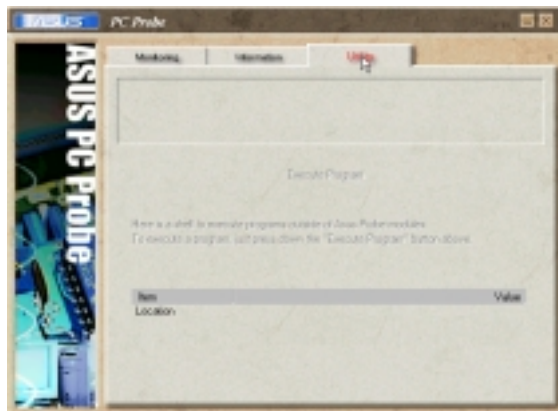 ASUS PC Probe
Monitoring Information Utility
ASUS PC Probe
Execute Program
Here is a shell to execute programs outside of Asus Probe modules.
To execute a program, just press down the "Execute Program" button above.
Item Value
Location